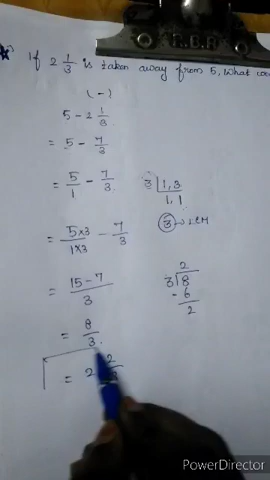 If 2 1/3 is taken away from 5, what
(-)
5 - 2 1/3
= 5 - 7/3
= 5/1 - 7/3
3 | 1, 3
1, 1
3 → LCM
= 5×3/1×3 - 7/3
= 15-7/3
= 8/3.
2
3 8
- 6
2
= 2 2/3
PowerDirector